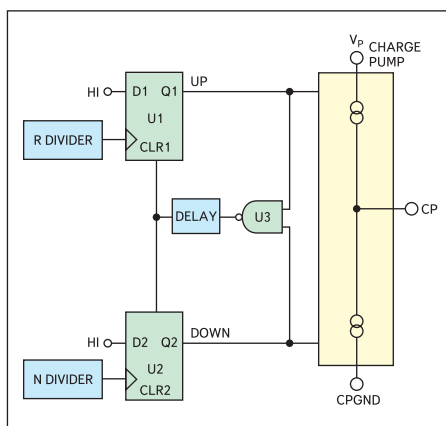 VP CHARGE
PUMP
HI D1 Q1 UP
U1
R DIVIDER
CLR1
DELAY U3
CP
HI D2 Q2 DOWN
U2
N DIVIDER
CLR2
CPGND